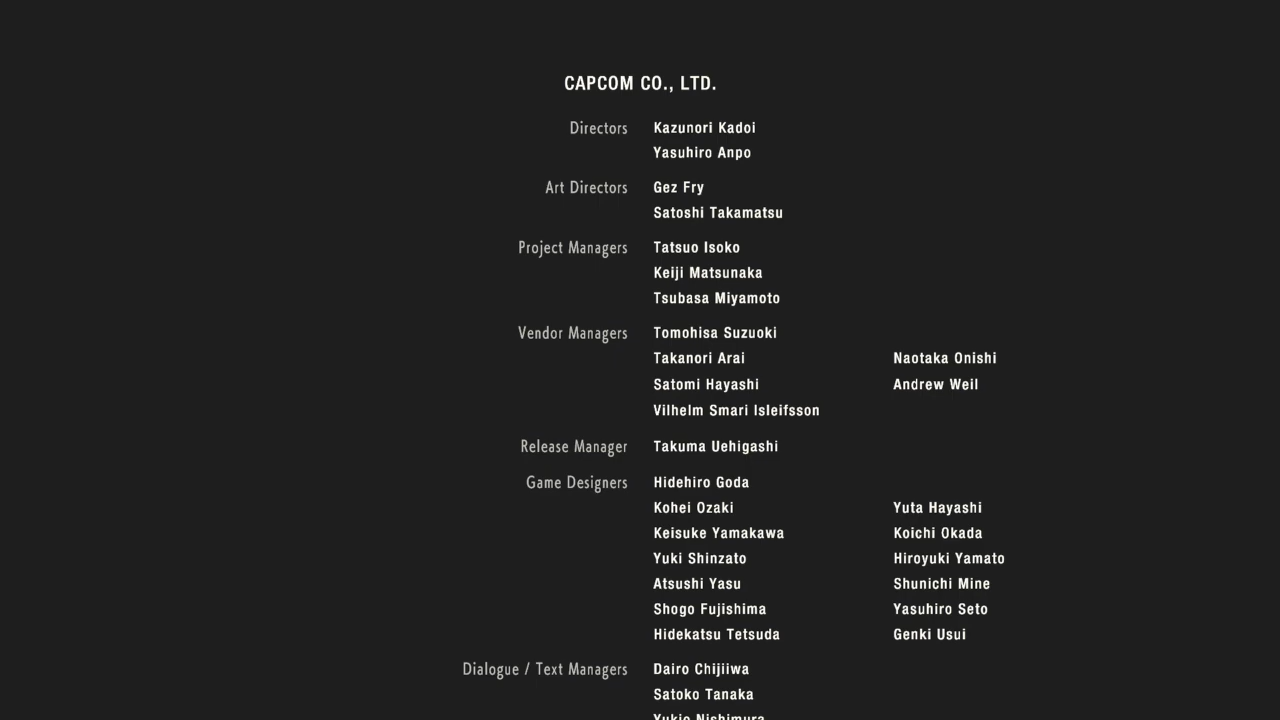 CAPCOM CO., LTD.
Directors Kazunori Kadoi
Yasuhiro Anpo
Art Directors Gez Fry
Satoshi Takamatsu
Project Managers Tatsuo Isoko
Keiji Matsunaka
Tsubasa Miyamoto
Vendor Managers Tomohisa Suzuoki
Takanori Arai Naotaka Onishi
Satomi Hayashi Andrew Weil
Vilhelm Smari Isleifsson
Release Manager Takuma Uehigashi
Game Designers Hidehiro Goda
Kohei Ozaki Yuta Hayashi
Keisuke Yamakawa Koichi Okada
Yuki Shinzato Hiroyuki Yamato
Atsushi Yasu Shunichi Mine
Shogo Fujishima Yasuhiro Seto
Hidekatsu Tetsuda Genki Usui
Dialogue / Text Managers Dairo Chijiiwa
Satoko Tanaka
Yukio Nishimura